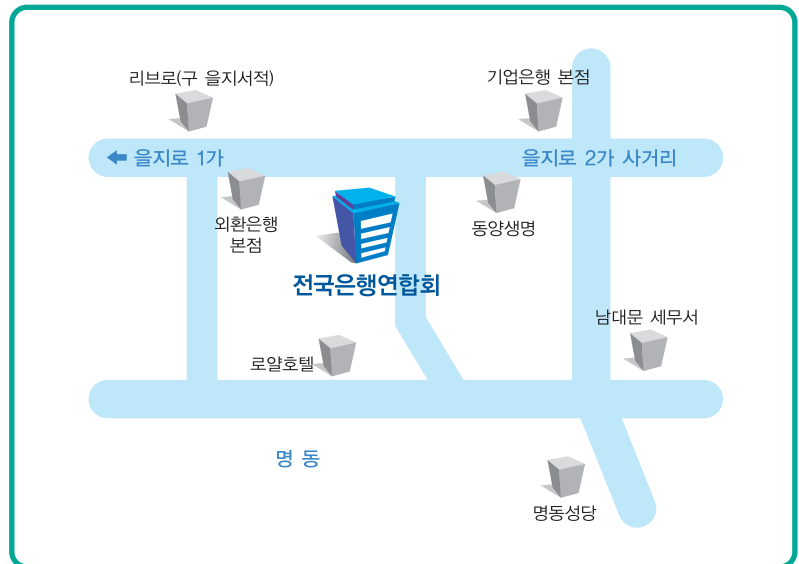 리브로(구 을지서적)
기업은행 본점
을지로 1가
을지로 2가 사거리
외환은행
본점
동양생명
전국은행연합회
남대문 세무서
로얄호텔
명 동
명동성당